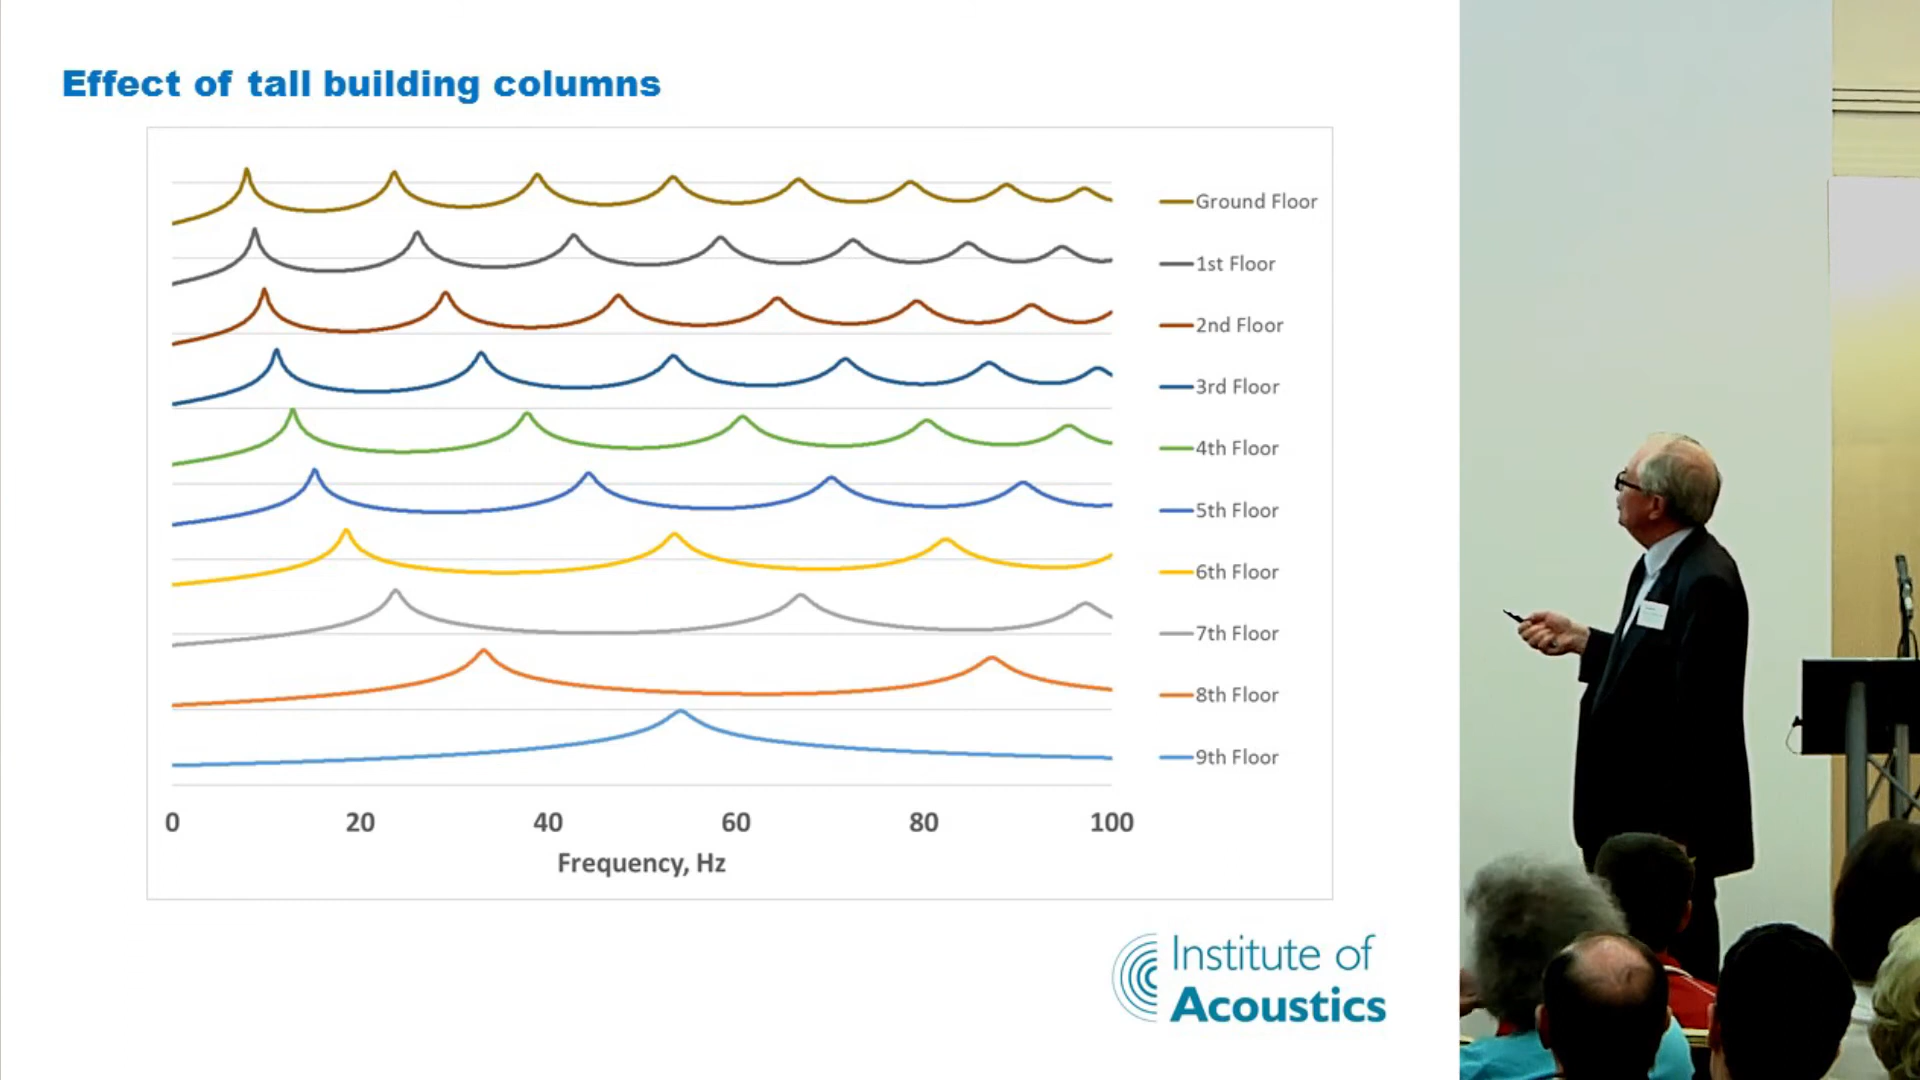 Effect of tall building columns
Ground Floor
1st Floor
2nd Floor
3rd Floor
4th Floor
5th Floor
6th Floor
7th Floor
8th Floor
9th Floor
0 20 40 60 80 100
Frequency, Hz
Institute of
Acoustics